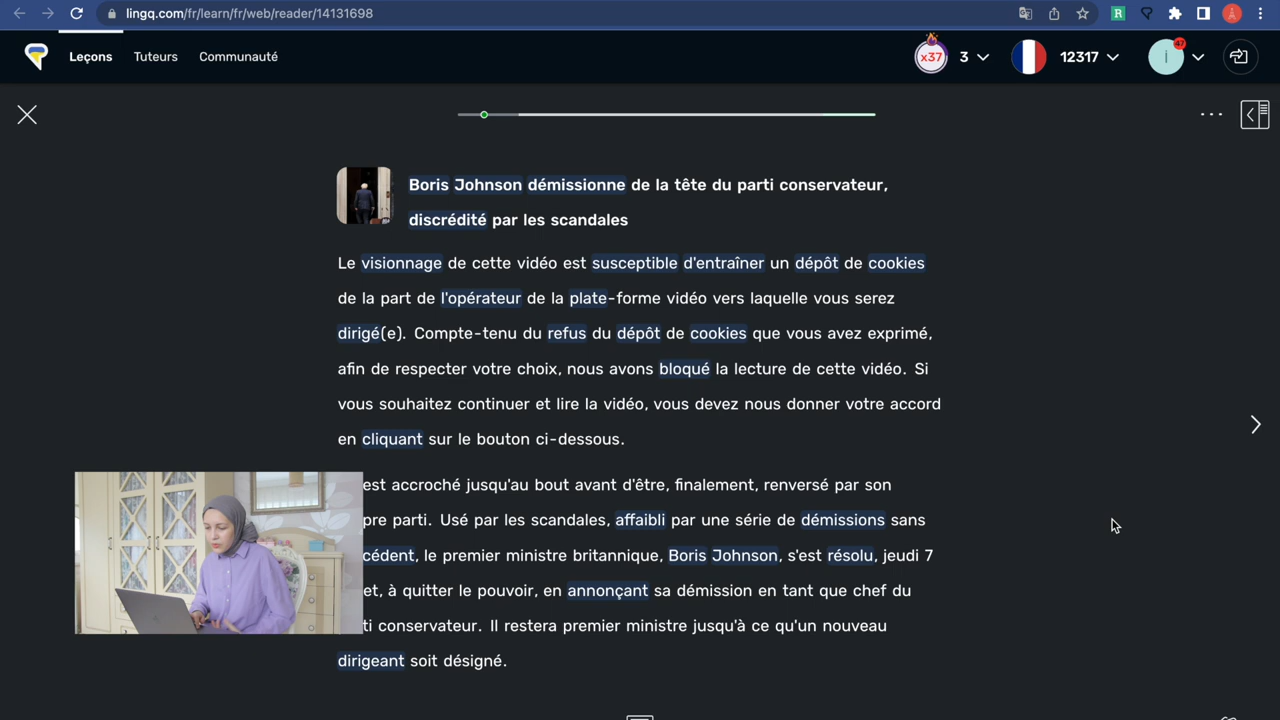 lingq.com/fr/learn/fr/web/reader/14131698
Leçons Tuteurs Communauté x37 3 12317 i 47
Boris Johnson démissionne de la tête du parti conservateur,
discrédité par les scandales
Le visionnage de cette vidéo est susceptible d'entraîner un dépôt de cookies
de la part de l'opérateur de la plate-forme vidéo vers laquelle vous serez
dirigé(e). Compte-tenu du refus du dépôt de cookies que vous avez exprimé,
afin de respecter votre choix, nous avons bloqué la lecture de cette vidéo. Si
vous souhaitez continuer et lire la vidéo, vous devez nous donner votre accord
en cliquant sur le bouton ci-dessous.
est accroché jusqu'au bout avant d'être, finalement, renversé par son
pre parti. Usé par les scandales, affaibli par une série de démissions sans
cédent, le premier ministre britannique, Boris Johnson, s'est résolu, jeudi 7
et, à quitter le pouvoir, en annonçant sa démission en tant que chef du
ti conservateur. Il restera premier ministre jusqu'à ce qu'un nouveau
dirigeant soit désigné.